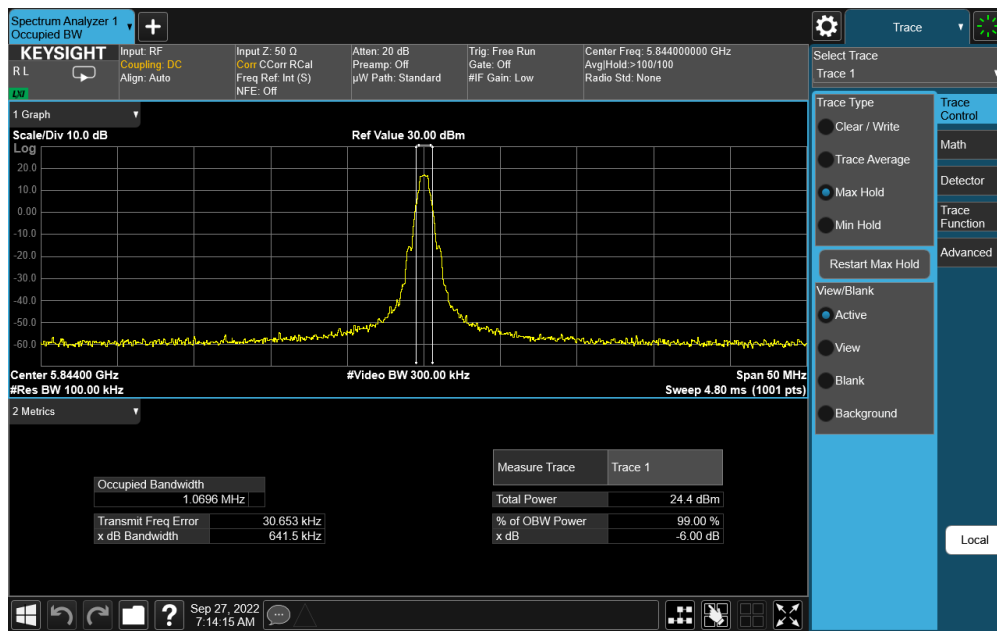 Spectrum Analyzer 1
Occupied BW
Trace
KEYSIGHT
R L
LXI
Input: RF
Coupling: DC
Align: Auto
Input Z: 50 Ω
Corr CCorr RCal
Freq Ref: Int (S)
NFE: Off
Atten: 20 dB
Preamp: Off
µW Path: Standard
Trig: Free Run
Gate: Off
#IF Gain: Low
Center Freq: 5.844000000 GHz
Avg|Hold:>100/100
Radio Std: None
Select Trace
Trace 1
1 Graph
Scale/Div 10.0 dB
Ref Value 30.00 dBm
Log
20.0
10.0
0.00
-10.0
-20.0
-30.0
-40.0
-50.0
-60.0
Center 5.84400 GHz
#Video BW 300.00 kHz
Span 50 MHz
#Res BW 100.00 kHz
Sweep 4.80 ms (1001 pts)
Trace Type
Clear / Write
Trace Average
Max Hold
Min Hold
Restart Max Hold
View/Blank
Active
View
Blank
Background
Trace
Control
Math
Detector
Trace
Function
Advanced
Local
2 Metrics
Measure Trace Trace 1
Occupied Bandwidth
1.0696 MHz
Total Power 24.4 dBm
Transmit Freq Error 30.653 kHz
% of OBW Power 99.00 %
x dB Bandwidth 641.5 kHz
x dB -6.00 dB
?
Sep 27, 2022
7:14:15 AM